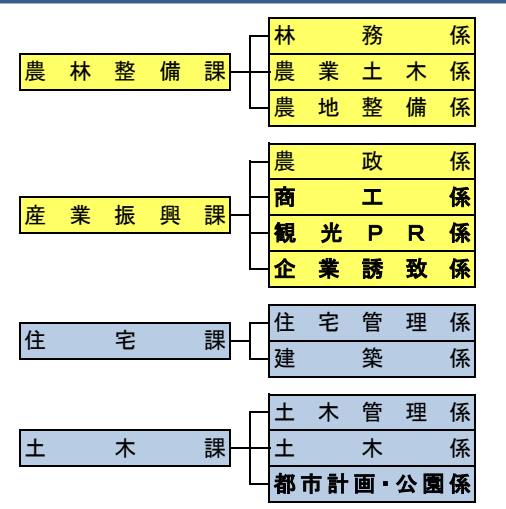 林務係
農林整備課
農業土木係
農地整備係
農政係
商工係
産業振興課
観光PR係
企業誘致係
住宅管理係
住宅課
建築係
土木管理係
土木課
土木係
都市計画・公園係